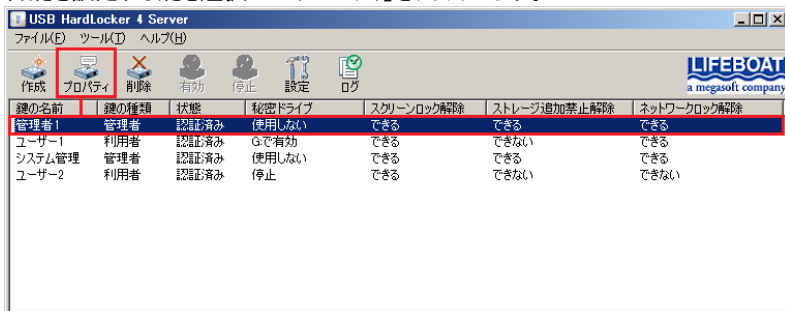 USB HardLocker 4 Server
ファイル(F) ツール(T) ヘルプ(H)
作成 プロパティ 削除 有効 停止 設定 ログ
LIFEBOAT
a megasoft company
鍵の名前 鍵の種類 状態 秘密ドライブ スクリーンロック解除 ストレージ追加禁止解除 ネットワークロック解除
管理者1 管理者 認証済み 使用しない できる できる できる
ユーザー1 利用者 認証済み G:で有効 できる できない できる
システム管理 管理者 認証済み 使用しない できる できる できる
ユーザー2 利用者 認証済み 停止 できる できない できない